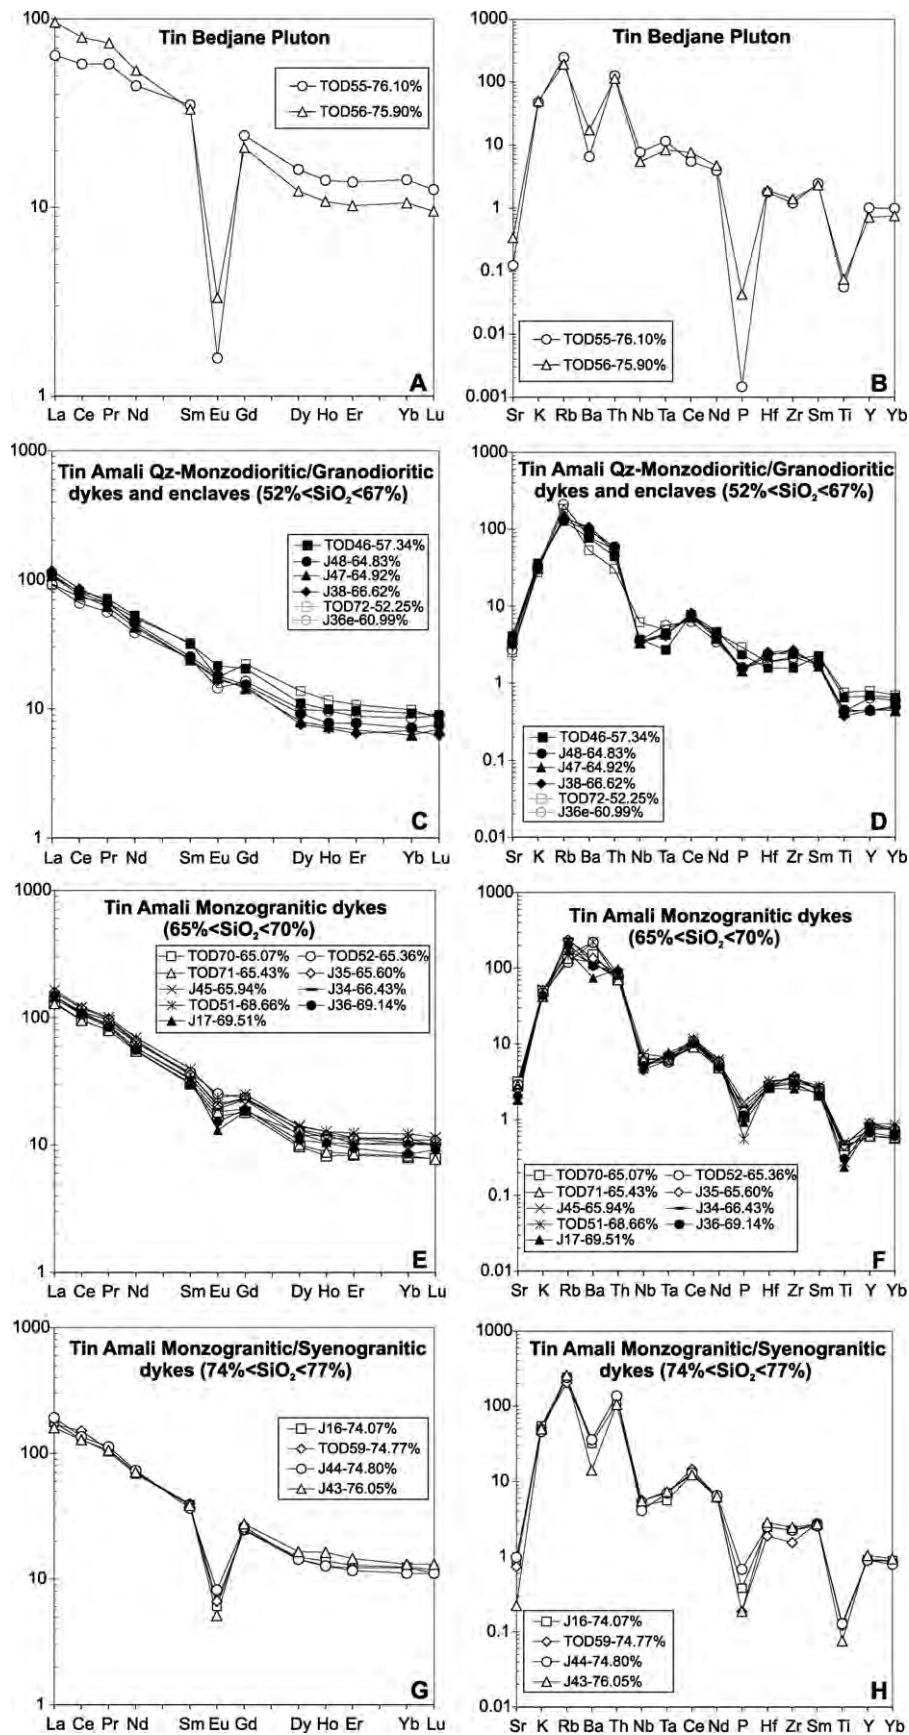 Tin Bedjane Pluton
100
10
1
TOD55-76.10%
TOD56-75.90%
A
La Ce Pr Nd Sm Eu Gd Dy Ho Er Yb Lu
Tin Bedjane Pluton
1000
100
10
1
0.1
0.01
0.001
TOD55-76.10%
TOD56-75.90%
B
Sr K Rb Ba Th Nb Ta Ce Nd P Hf Zr Sm Ti Y Yb
Tin Amali Qz-Monzodioritic/Granodioritic
dykes and enclaves (52%<SiO₂<67%)
1000
100
10
1
TOD46-57.34%
J48-64.83%
J47-64.92%
J38-66.62%
TOD72-52.25%
J36e-60.99%
C
La Ce Pr Nd Sm Eu Gd Dy Ho Er Yb Lu
Tin Amali Qz-Monzodioritic/Granodioritic
dykes and enclaves (52%<SiO₂<67%)
1000
100
10
1
0.1
0.01
TOD46-57.34%
J48-64.83%
J47-64.92%
J38-66.62%
TOD72-52.25%
J36e-60.99%
D
Sr K Rb Ba Th Nb Ta Ce Nd P Hf Zr Sm Ti Y Yb
Tin Amali Monzogranitic dykes
(65%<SiO₂<70%)
1000
100
10
1
TOD70-65.07% TOD52-65.36%
TOD71-65.43% J35-65.60%
J45-65.94% J34-66.43%
TOD51-68.66% J36-69.14%
J17-69.51%
E
La Ce Pr Nd Sm Eu Gd Dy Ho Er Yb Lu
Tin Amali Monzogranitic dykes
(65%<SiO₂<70%)
1000
100
10
1
0.1
0.01
TOD70-65.07% TOD52-65.36%
TOD71-65.43% J35-65.60%
J45-65.94% J34-66.43%
TOD51-68.66% J36-69.14%
J17-69.51%
F
Sr K Rb Ba Th Nb Ta Ce Nd P Hf Zr Sm Ti Y Yb
Tin Amali Monzogranitic/Syenogranitic
dykes (74%<SiO₂<77%)
1000
100
10
1
J16-74.07%
TOD59-74.77%
J44-74.80%
J43-76.05%
G
La Ce Pr Nd Sm Eu Gd Dy Ho Er Yb Lu
Tin Amali Monzogranitic/Syenogranitic
dykes (74%<SiO₂<77%)
1000
100
10
1
0.1
0.01
J16-74.07%
TOD59-74.77%
J44-74.80%
J43-76.05%
H
Sr K Rb Ba Th Nb Ta Ce Nd P Hf Zr Sm Ti Y Yb